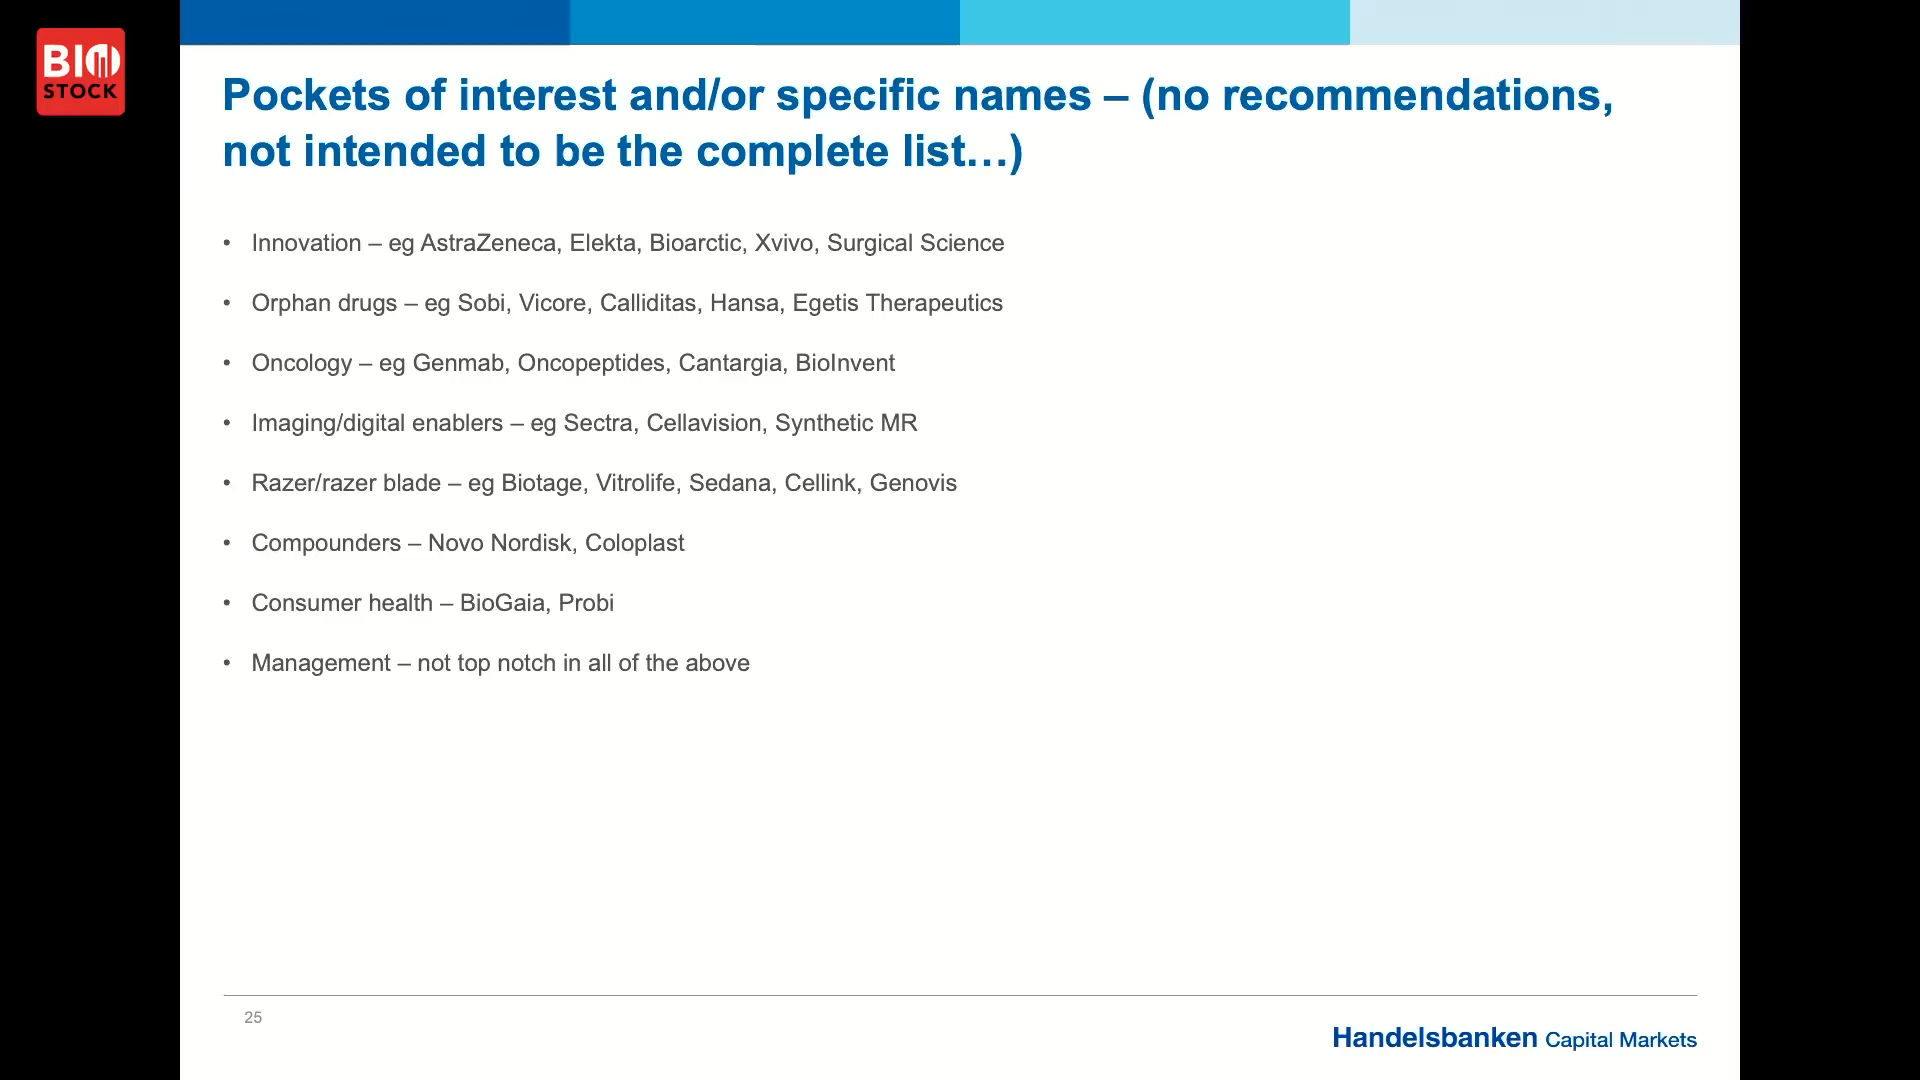 BIO
STOCK
Pockets of interest and/or specific names – (no recommendations,
not intended to be the complete list…)
• Innovation – eg AstraZeneca, Elekta, Bioarctic, Xvivo, Surgical Science
• Orphan drugs – eg Sobi, Vicore, Calliditas, Hansa, Egetis Therapeutics
• Oncology – eg Genmab, Oncopeptides, Cantargia, BioInvent
• Imaging/digital enablers – eg Sectra, Cellavision, Synthetic MR
• Razer/razer blade – eg Biotage, Vitrolife, Sedana, Cellink, Genovis
• Compounders – Novo Nordisk, Coloplast
• Consumer health – BioGaia, Probi
• Management – not top notch in all of the above
25
Handelsbanken Capital Markets